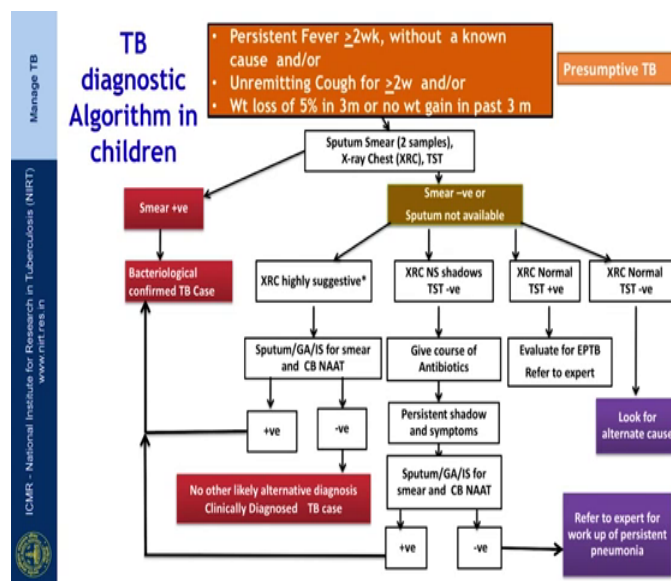 Manage TB
ICMR - National Institute for Research in Tuberculosis (NIRT)
www.nirt.res.in
TB
diagnostic
Algorithm in
children
• Persistent Fever ≥2wk, without a known
cause and/or
• Unremitting Cough for ≥2w and/or
• Wt loss of 5% in 3m or no wt gain in past 3 m
Presumptive TB
Sputum Smear (2 samples),
X-ray Chest (XRC), TST
Smear +ve
Smear –ve or
Sputum not available
Bacteriological
confirmed TB Case
XRC highly suggestive*
XRC NS shadows
TST -ve
XRC Normal
TST +ve
XRC Normal
TST -ve
Sputum/GA/IS for smear
and CB NAAT
Give course of
Antibiotics
Evaluate for EPTB
Refer to expert
Look for
alternate cause
+ve
-ve
Persistent shadow
and symptoms
No other likely alternative diagnosis
Clinically Diagnosed TB case
Sputum/GA/IS for
smear and CB NAAT
+ve
-ve
Refer to expert for
work up of persistent
pneumonia